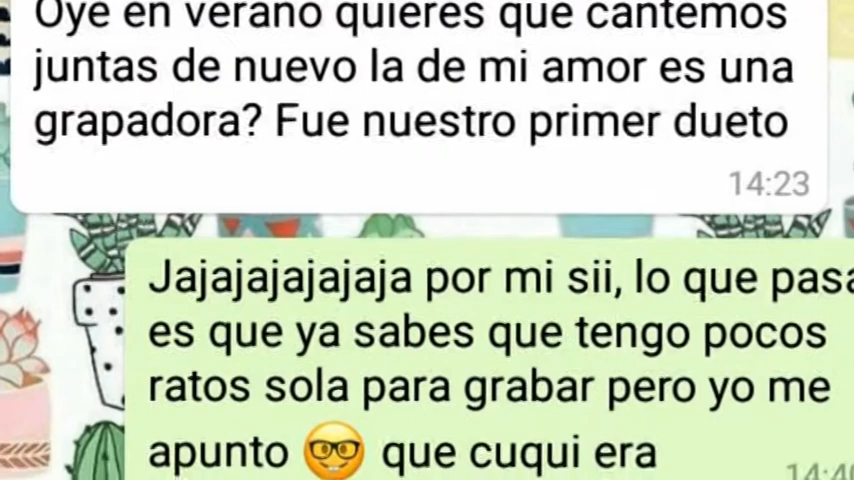 Oye en verano quieres que cantemos
juntas de nuevo la de mi amor es una
grapadora? Fue nuestro primer dueto
14:23
Jajajajajajaja por mi sii, lo que pasa
es que ya sabes que tengo pocos
ratos sola para grabar pero yo me
apunto 🤓 que cuqui era